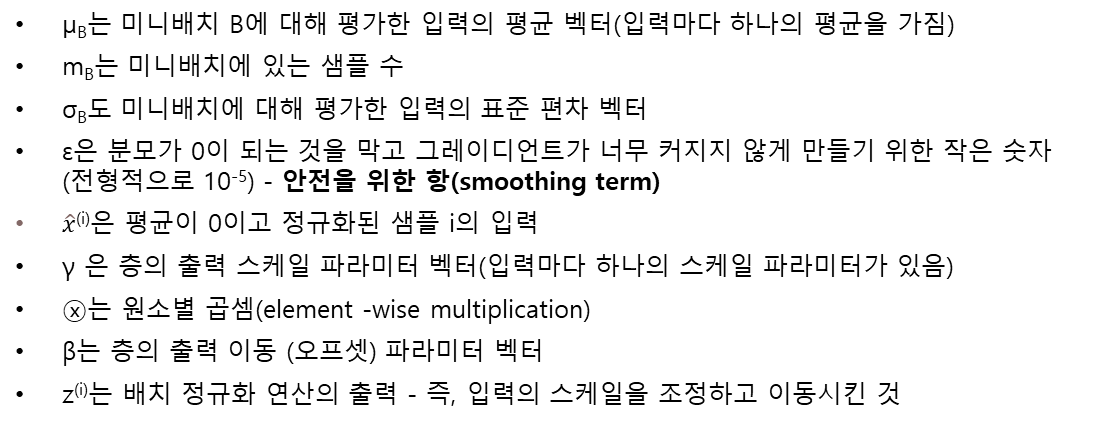 • μB는 미니배치 B에 대해 평가한 입력의 평균 벡터(입력마다 하나의 평균을 가짐)
• mB는 미니배치에 있는 샘플 수
• σB도 미니배치에 대해 평가한 입력의 표준 편차 벡터
• ε은 분모가 0이 되는 것을 막고 그레이디언트가 너무 커지지 않게 만들기 위한 작은 숫자
(전형적으로 10-5) - 안전을 위한 항(smoothing term)
• x̂(i)은 평균이 0이고 정규화된 샘플 i의 입력
• γ 은 층의 출력 스케일 파라미터 벡터(입력마다 하나의 스케일 파라미터가 있음)
• ⓧ는 원소별 곱셈(element -wise multiplication)
• β는 층의 출력 이동 (오프셋) 파라미터 벡터
• z(i)는 배치 정규화 연산의 출력 - 즉, 입력의 스케일을 조정하고 이동시킨 것